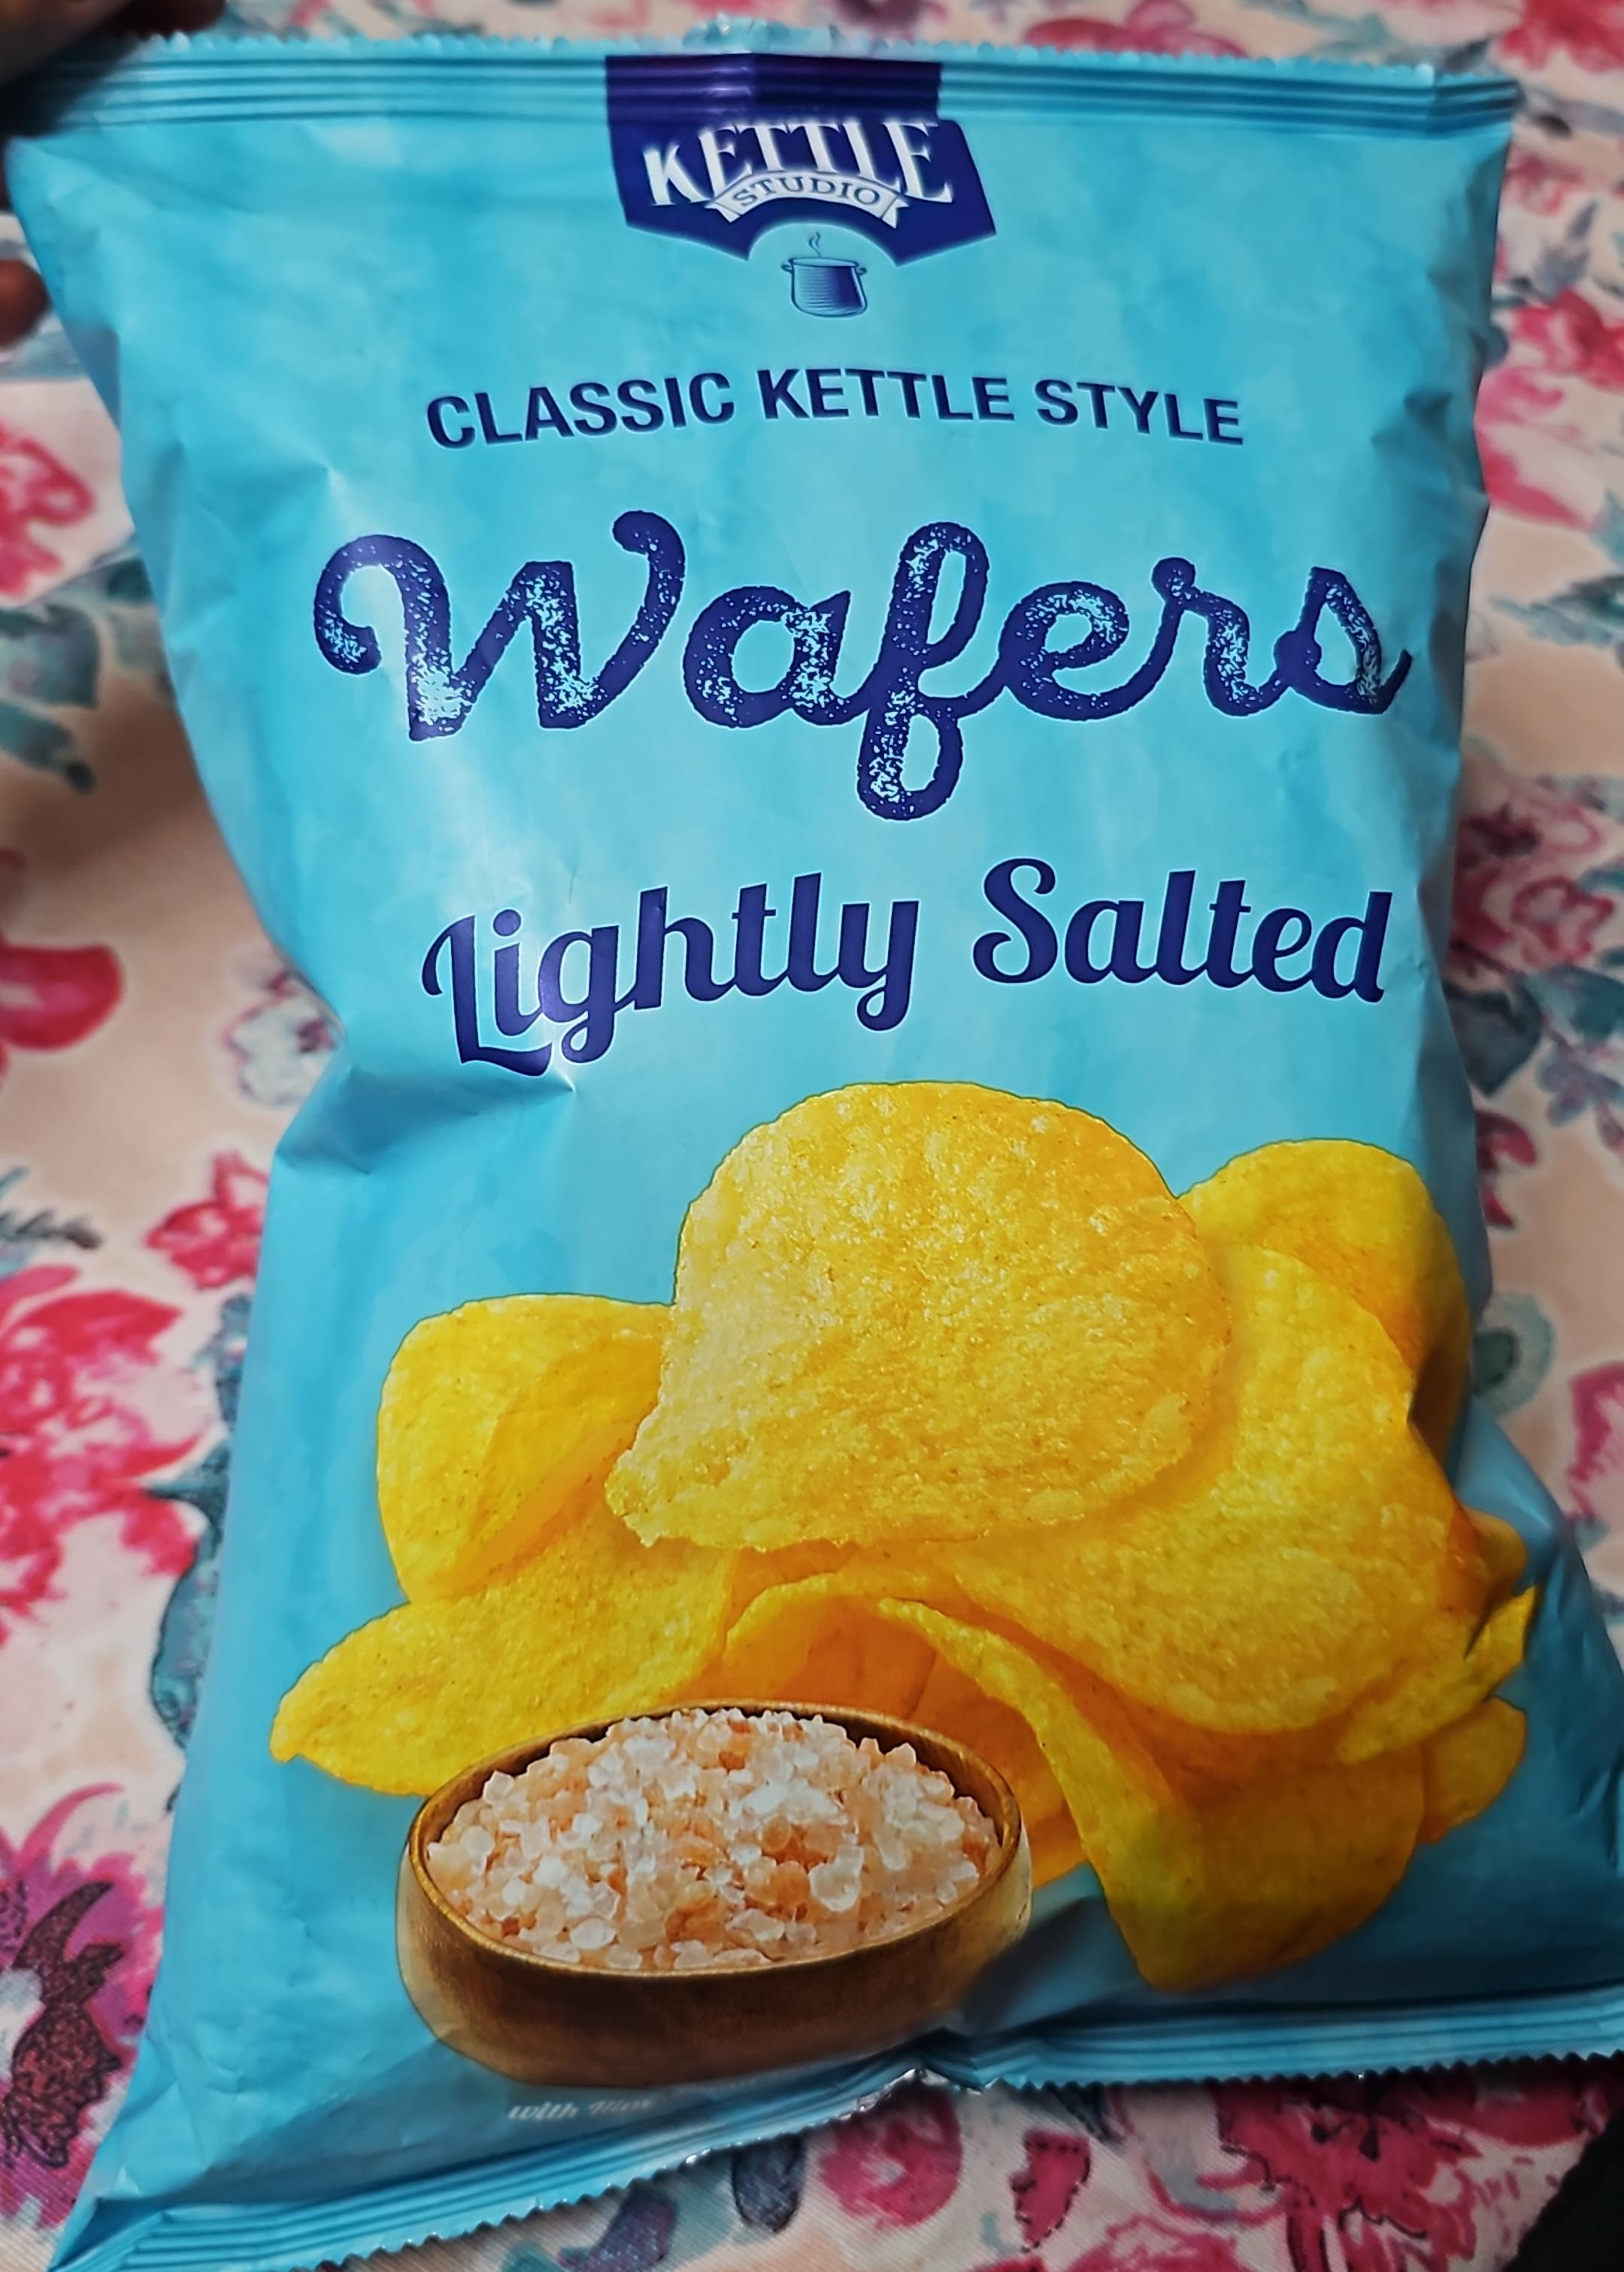 KETTLE
STUDIO
CLASSIC KETTLE STYLE
Wafers
Lightly Salted
with